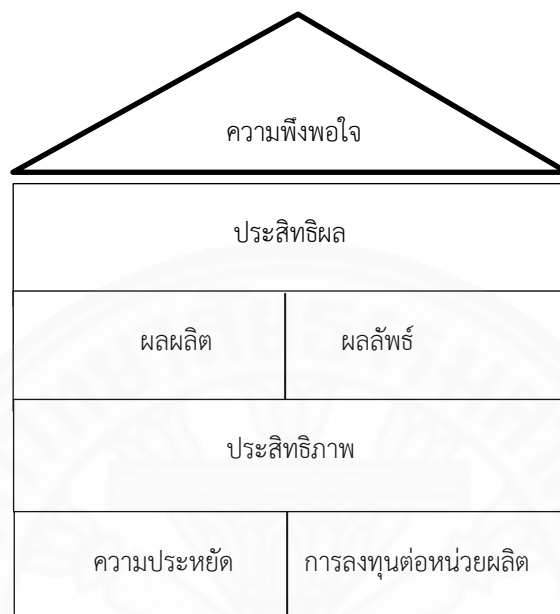 ความพึงพอใจ
ประสิทธิผล
ผลผลิต
ผลลัพธ์
ประสิทธิภาพ
ความประหยัด
การลงทุนต่อหน่วยผลิต